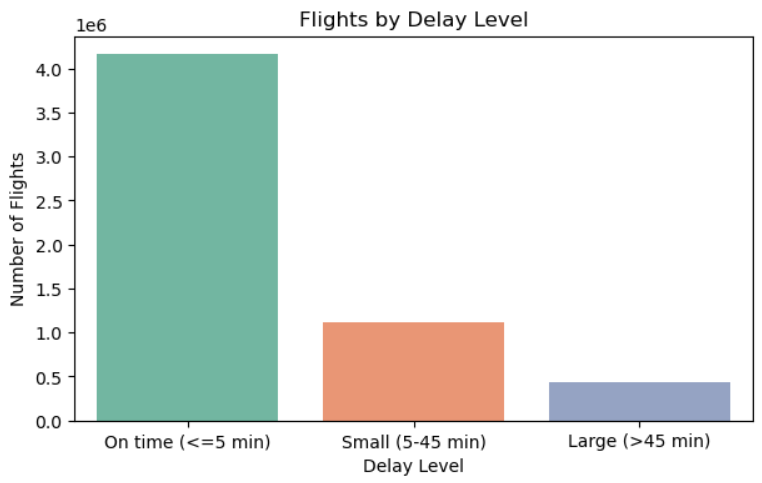 Flights by Delay Level
1e6
4.0
3.5
3.0
2.5
2.0
1.5
1.0
0.5
0.0
Number of Flights
On time (<=5 min) Small (5-45 min) Large (>45 min)
Delay Level